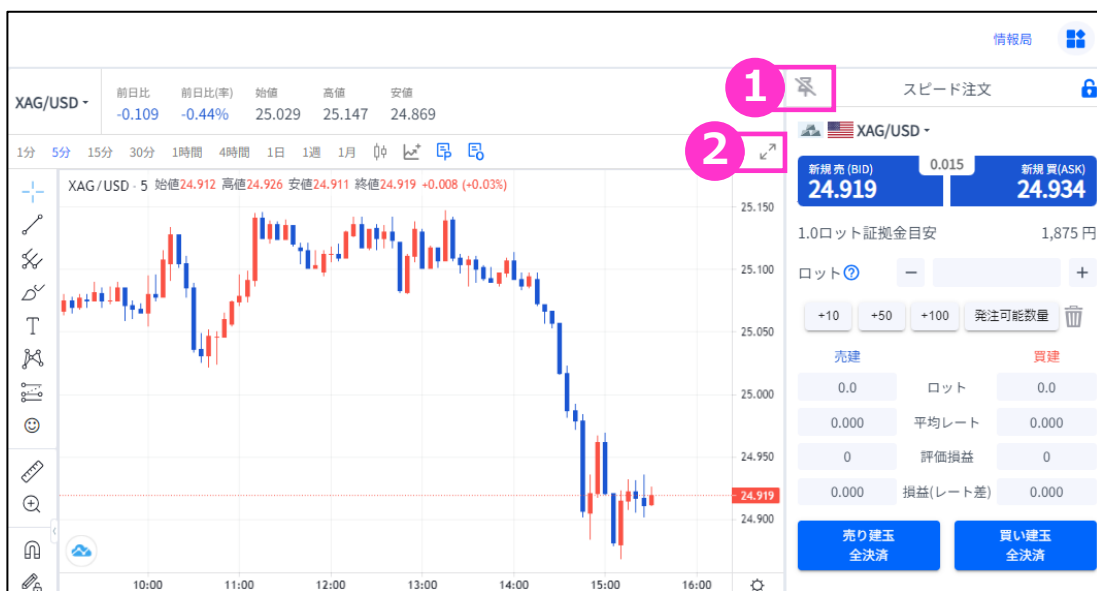 情報局
XAG/USD
前日比 前日比(率) 始値 高値 安値
-0.109 -0.44% 25.029 25.147 24.869
1
スピード注文
1分 5分 15分 30分 1時間 4時間 1日 1週 1月
2
XAG/USD
XAG/USD · 5 始値24.912 高値24.926 安値24.911 終値24.919 +0.008 (+0.03%)
25.150
25.100
25.050
25.000
24.950
24.919
24.900
10:00 11:00 12:00 13:00 14:00 15:00 16:00
T
新規 売 (BID) 0.015 新規 買(ASK)
24.919 24.934
1.0ロット証拠金目安 1,875 円
ロット? − +
+10 +50 +100 発注可能数量
売建 買建
0.0 ロット 0.0
0.000 平均レート 0.000
0 評価損益 0
0.000 損益(レート差) 0.000
売り建玉 買い建玉
全決済 全決済